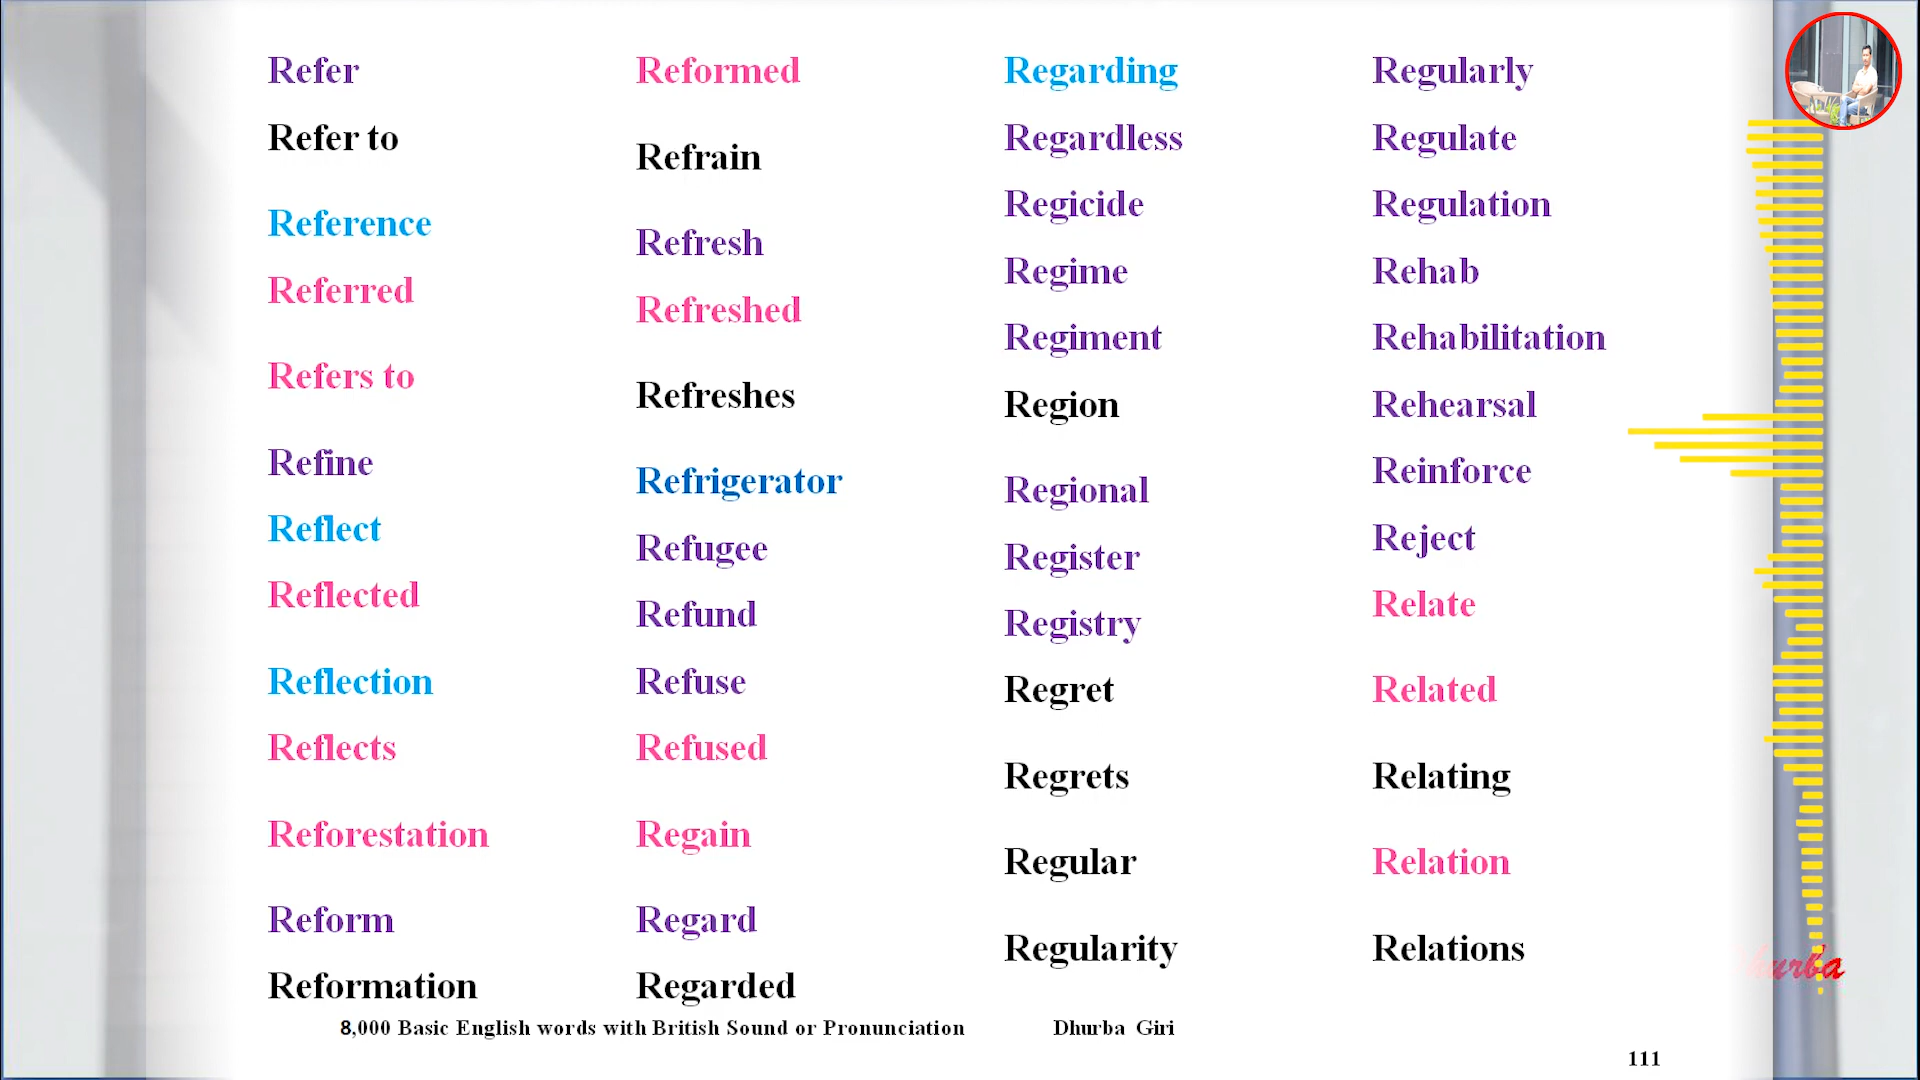 Refer
Refer to
Reference
Referred
Refers to
Refine
Reflect
Reflected
Reflection
Reflects
Reforestation
Reform
Reformation
Reformed
Refrain
Refresh
Refreshed
Refreshes
Refrigerator
Refugee
Refund
Refuse
Refused
Regain
Regard
Regarded
Regarding
Regardless
Regicide
Regime
Regiment
Region
Regional
Register
Registry
Regret
Regrets
Regular
Regularity
Regularly
Regulate
Regulation
Rehab
Rehabilitation
Rehearsal
Reinforce
Reject
Relate
Related
Relating
Relation
Relations
8,000 Basic English words with British Sound or Pronunciation Dhurba Giri
111